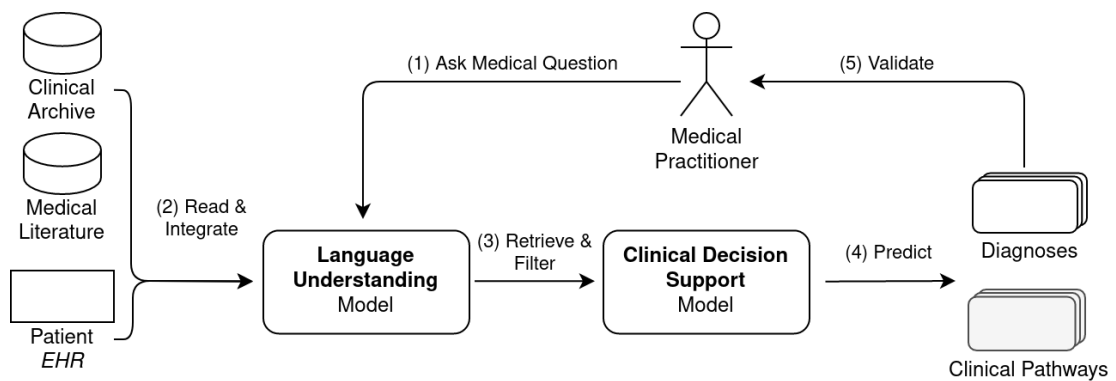 Clinical
Archive
Medical
Literature
Patient
EHR
(1) Ask Medical Question
(2) Read &
Integrate
Language
Understanding
Model
(3) Retrieve &
Filter
Clinical Decision
Support
Model
(4) Predict
(5) Validate
Medical
Practitioner
Diagnoses
Clinical Pathways